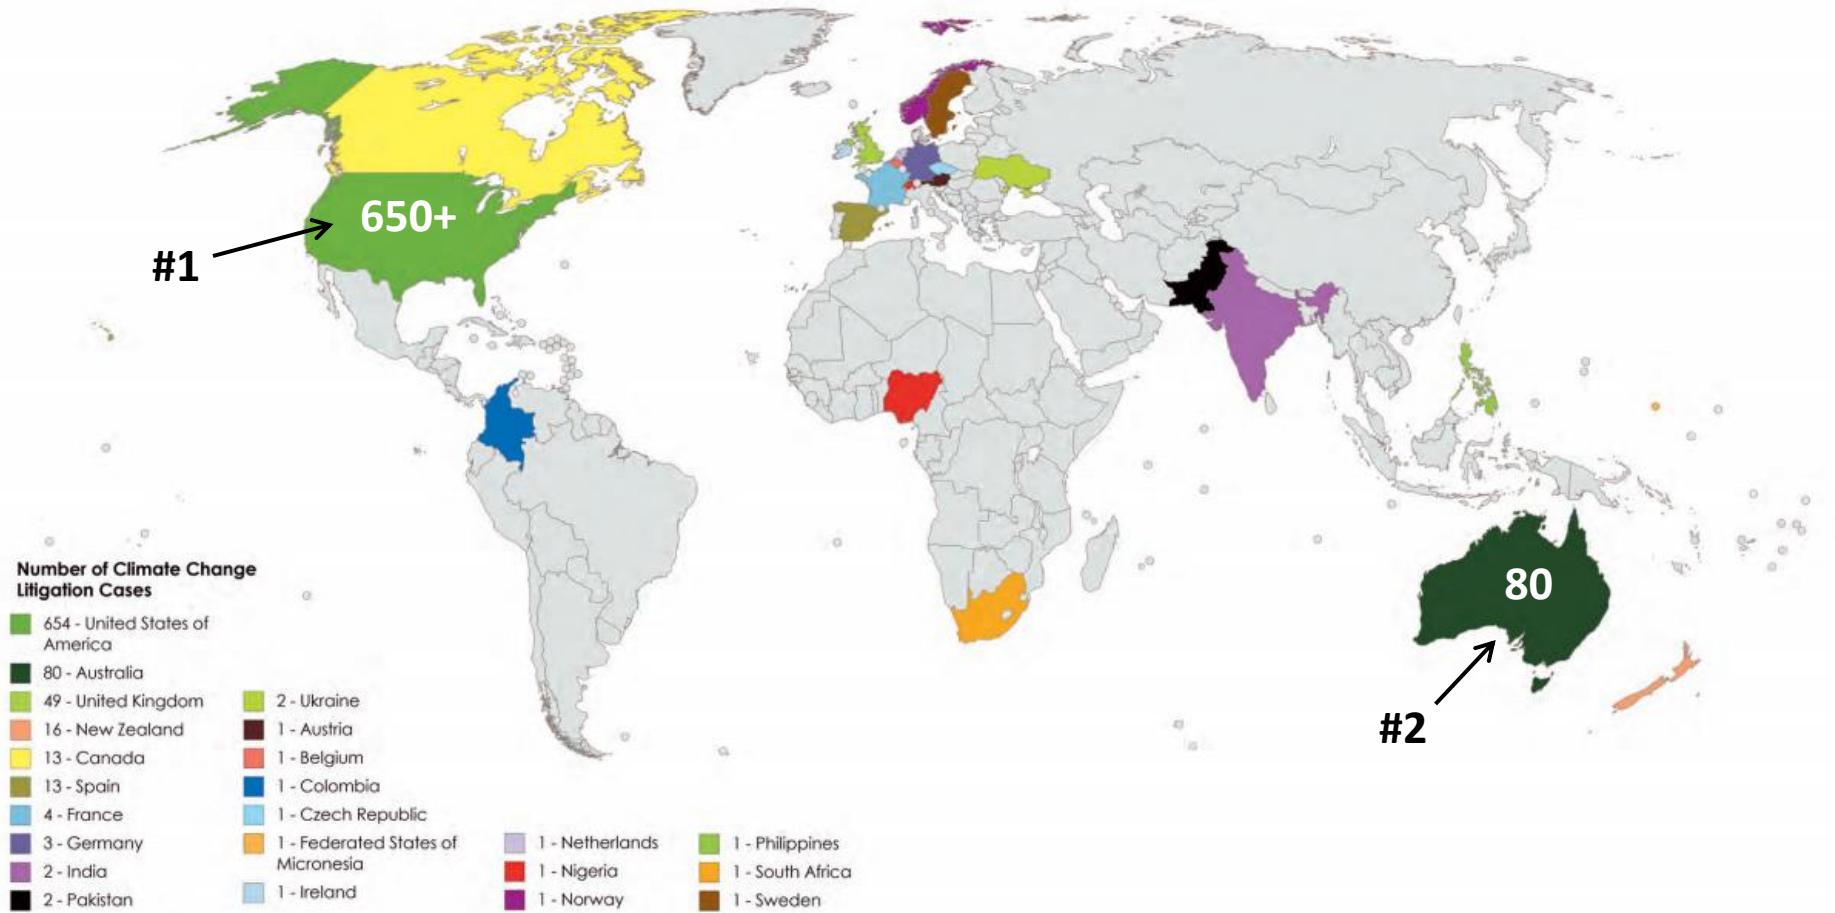 650+
#1
80
#2
Number of Climate Change
Litigation Cases
654 - United States of
America
80 - Australia
49 - United Kingdom
16 - New Zealand
13 - Canada
13 - Spain
4 - France
3 - Germany
2 - India
2 - Pakistan
2 - Ukraine
1 - Austria
1 - Belgium
1 - Colombia
1 - Czech Republic
1 - Federated States of
Micronesia
1 - Ireland
1 - Netherlands
1 - Nigeria
1 - Norway
1 - Philippines
1 - South Africa
1 - Sweden